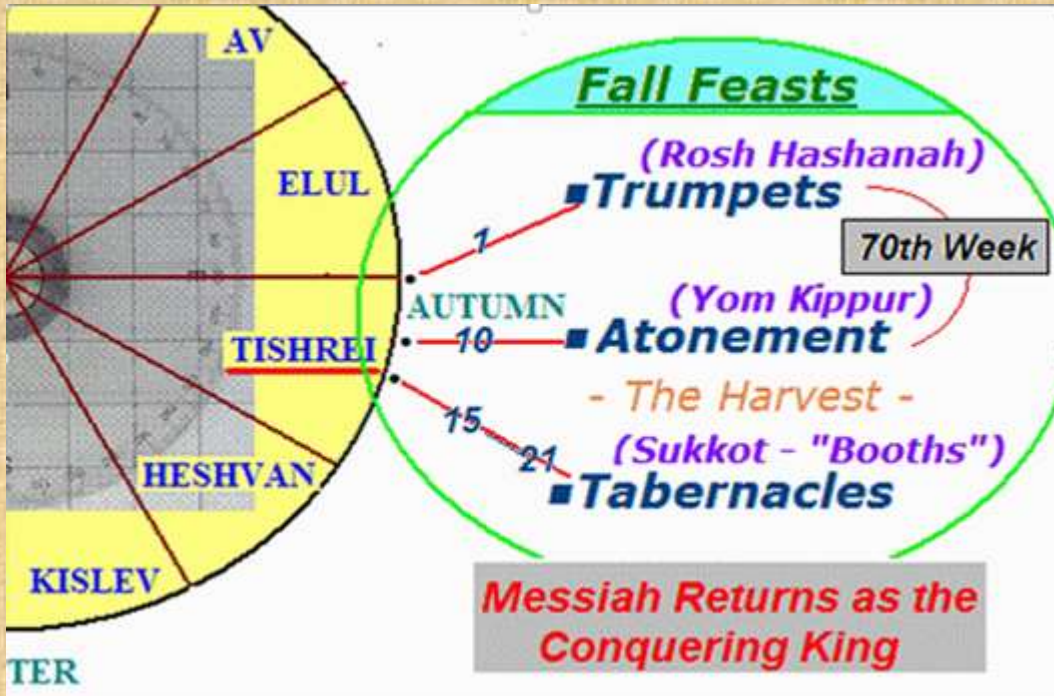 AV
ELUL
TISHREI
HESHVAN
KISLEV
TER
AUTUMN
Fall Feasts
(Rosh Hashanah)
1
▪Trumpets
70th Week
(Yom Kippur)
10
▪Atonement
- The Harvest -
15
21
(Sukkot - "Booths")
▪Tabernacles
Messiah Returns as the
Conquering King